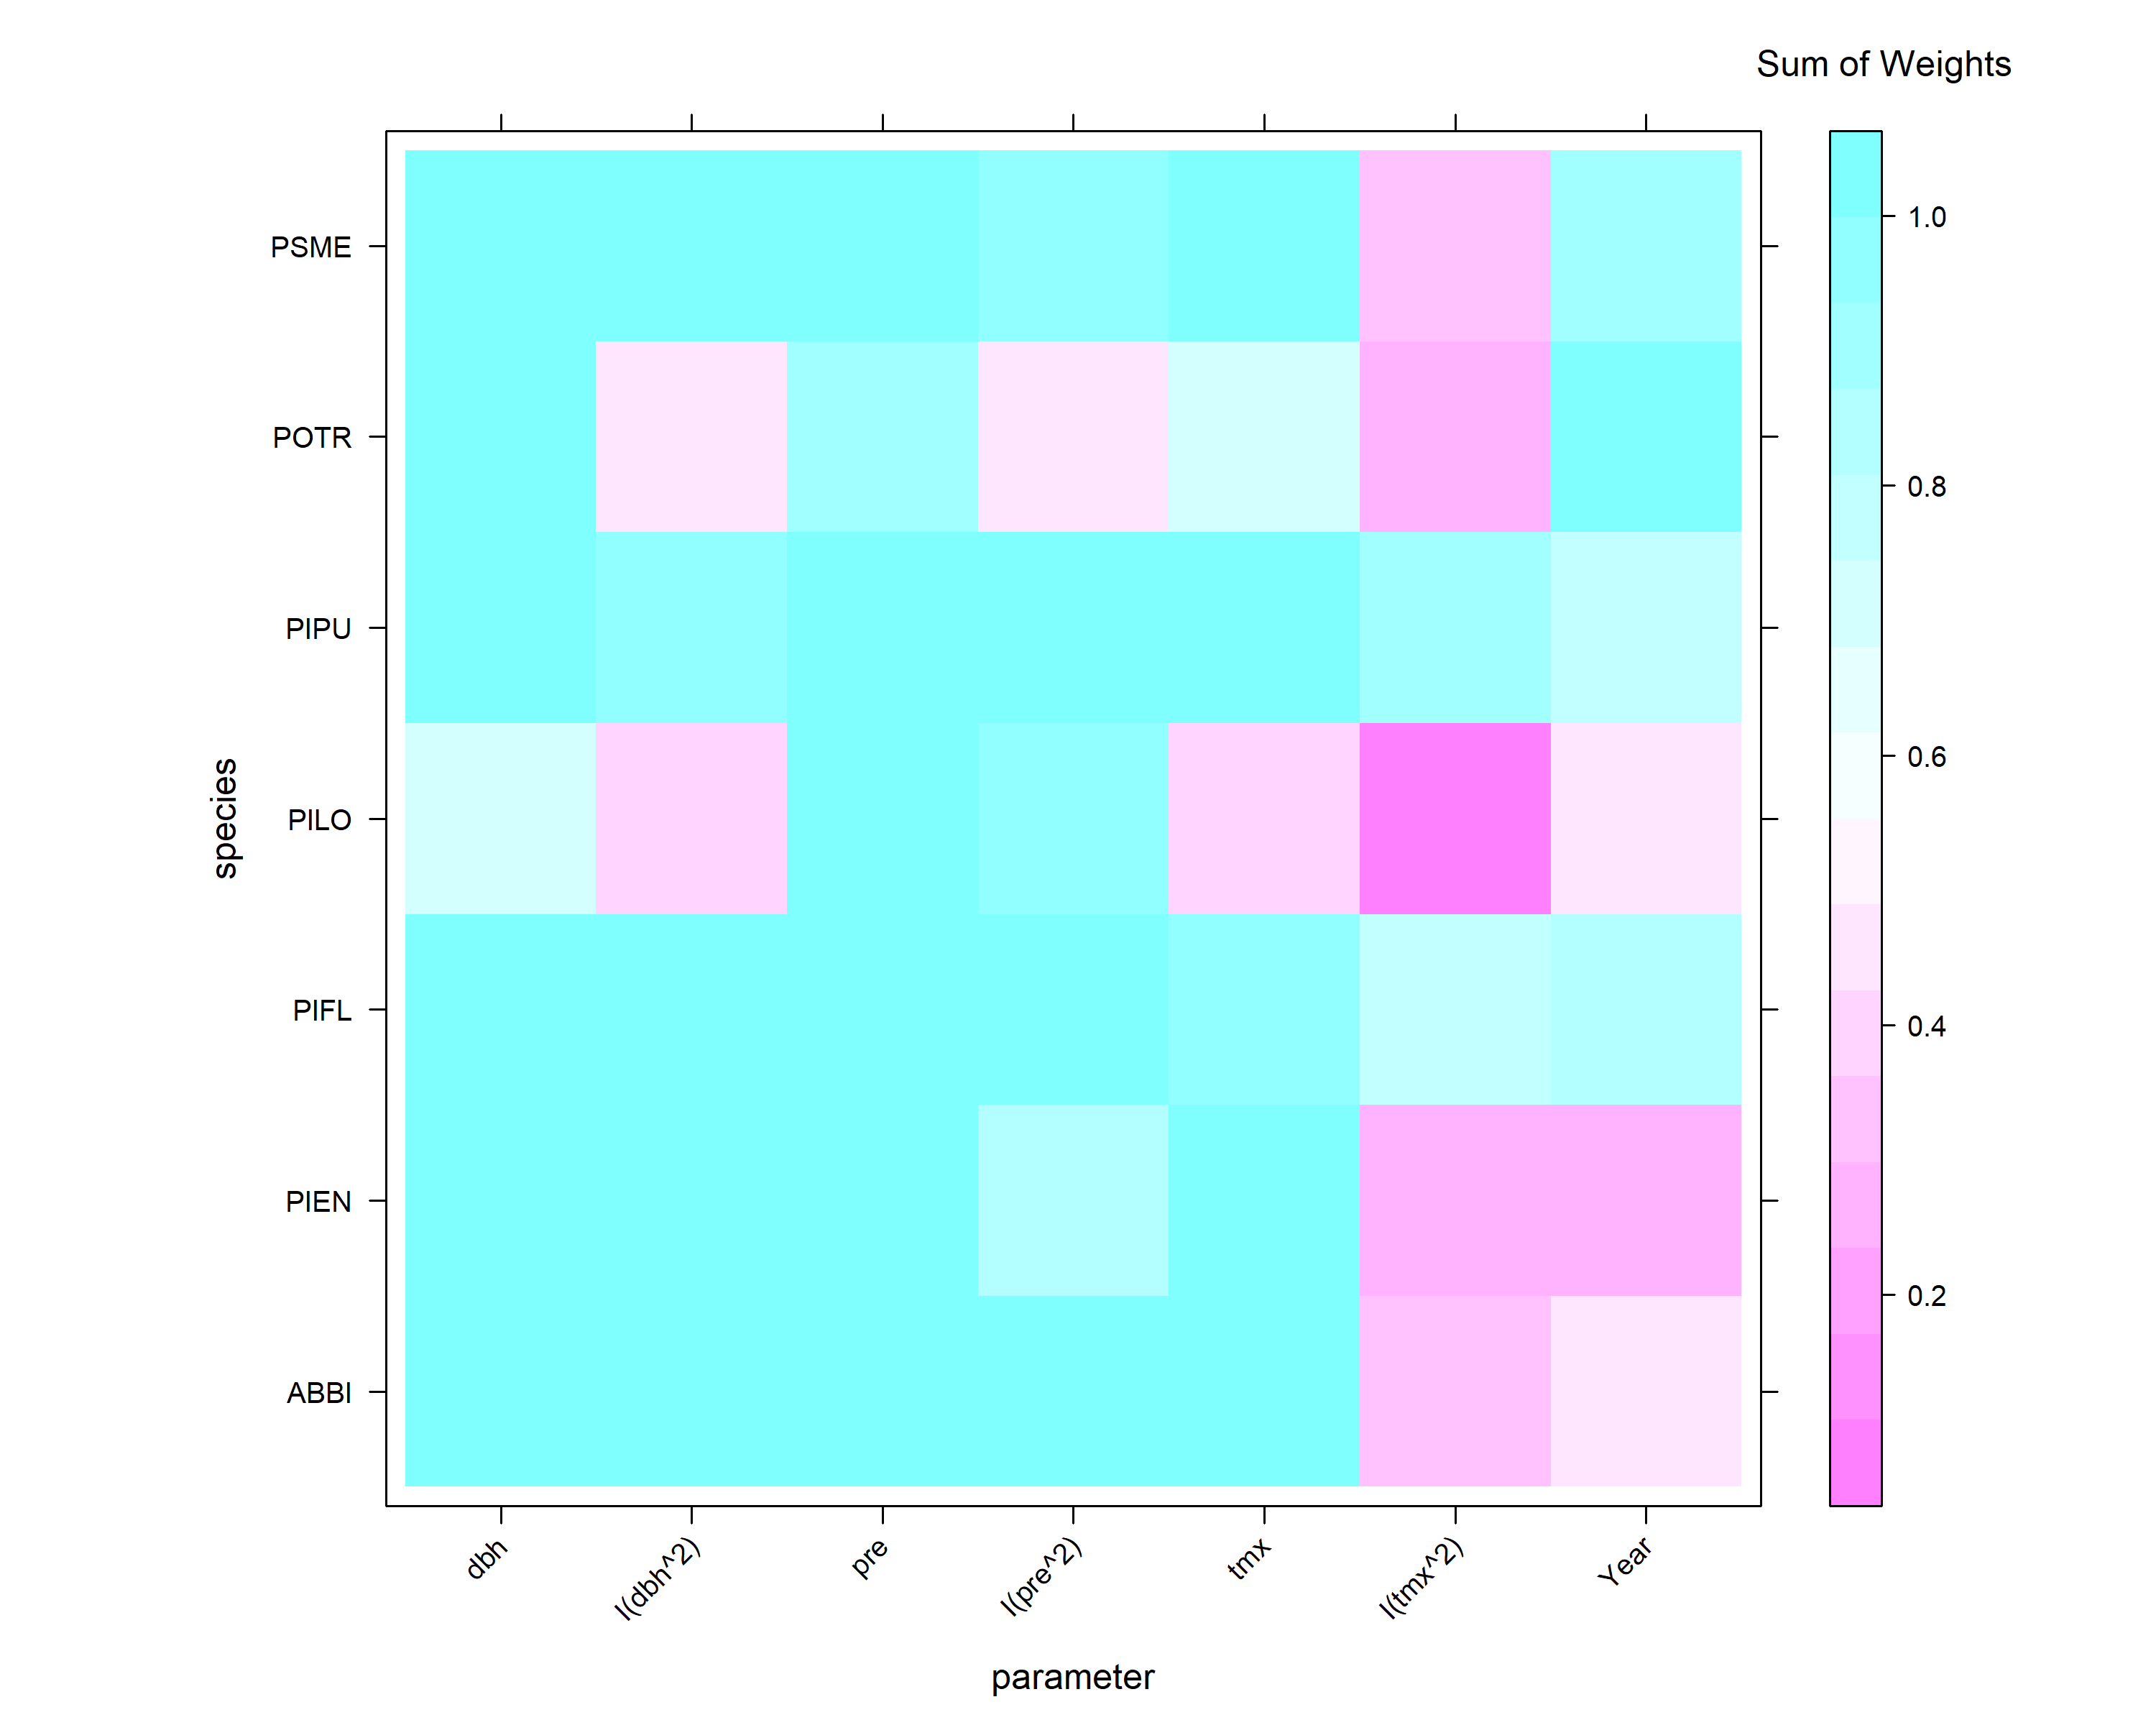 Sum of Weights
PSME
POTR
PIPU
PILO
PIFL
PIEN
ABBI
species
dbh
I(dbh^2)
pre
I(pre^2)
tmx
I(tmx^2)
Year
parameter
1.0
0.8
0.6
0.4
0.2